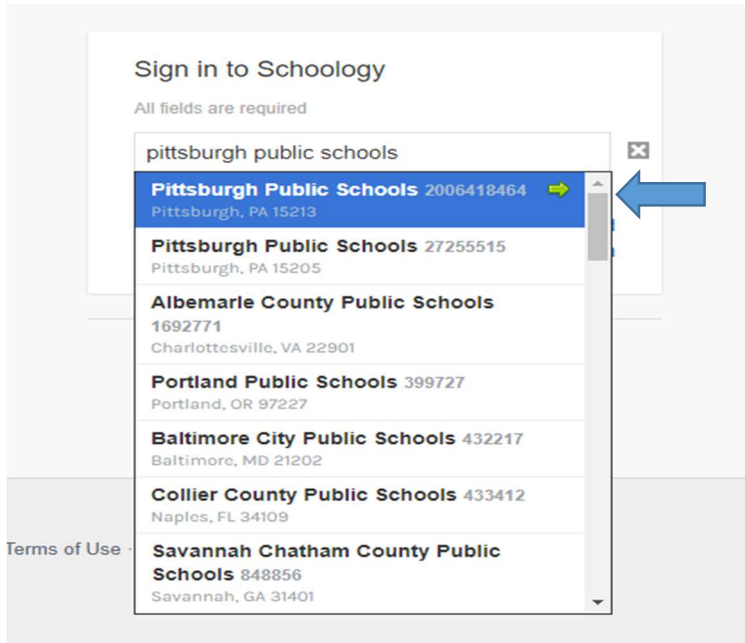 Sign in to Schoology
All fields are required
pittsburgh public schools
Pittsburgh Public Schools 2006418464
Pittsburgh, PA 15213
Pittsburgh Public Schools 27255515
Pittsburgh, PA 15205
Albemarle County Public Schools
1692771
Charlottesville, VA 22901
Portland Public Schools 399727
Portland, OR 97227
Baltimore City Public Schools 432217
Baltimore, MD 21202
Collier County Public Schools 433412
Naples, FL 34109
Terms of Use ·
Savannah Chatham County Public
Schools 848856
Savannah, GA 31401